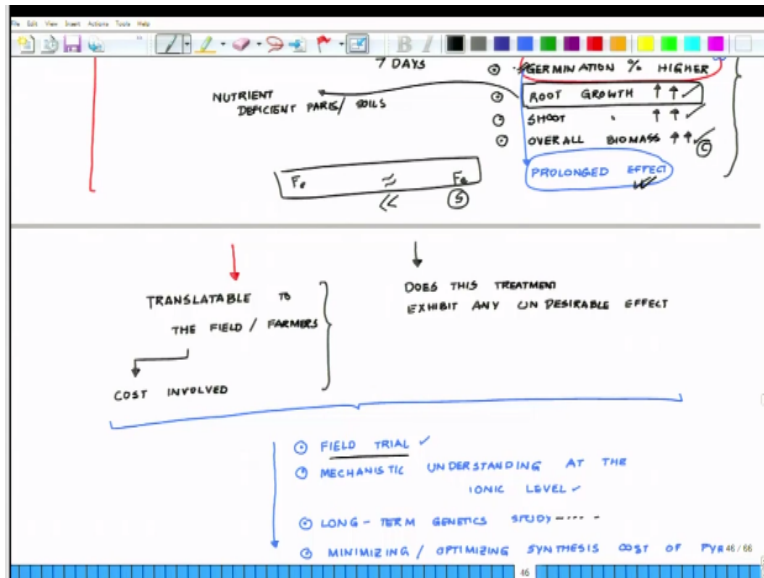 File Edit View Insert Actions Tools Help
7 DAYS
GERMINATION % HIGHER
NUTRIENT
DEFICIENT PARTS/ SOILS
ROOT GROWTH ↑↑ ✓
SHOOT " ↑↑ ✓
OVERALL BIOMASS ↑↑ ✓
C
PROLONGED EFFECT
Fe ≈ Fe
<< S
TRANSLATABLE TO
THE FIELD / FARMERS
COST INVOLVED
DOES THIS TREATMENT
EXHIBIT ANY UNDESIRABLE EFFECT
FIELD TRIAL ✓
MECHANISTIC UNDERSTANDING AT THE
IONIC LEVEL ✓
LONG-TERM GENETICS STUDY-----
MINIMIZING / OPTIMIZING SYNTHESIS COST OF PYR
46/66
46